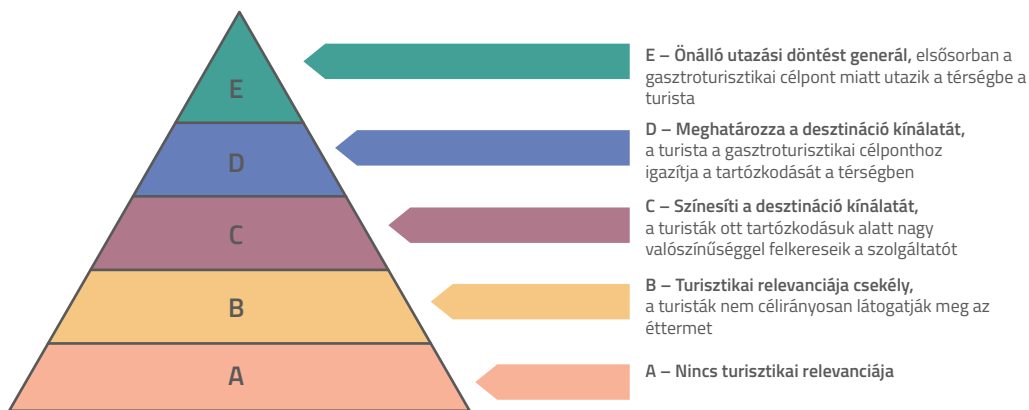 E
E – Önálló utazási döntést generál, elsősorban a
gasztroturisztikai célpont miatt utazik a térségbe a
turista
D
D – Meghatározza a desztináció kínálatát,
a turista a gasztroturisztikai célponthoz
igazítja a tartózkodását a térségben
C
C – Színesíti a desztináció kínálatát,
a turisták ott tartózkodásuk alatt nagy
valószínűséggel felkereseik a szolgáltatót
B
B – Turisztikai relevanciája csekély,
a turisták nem célirányosan látogatják meg az
éttermet
A
A – Nincs turisztikai relevanciája